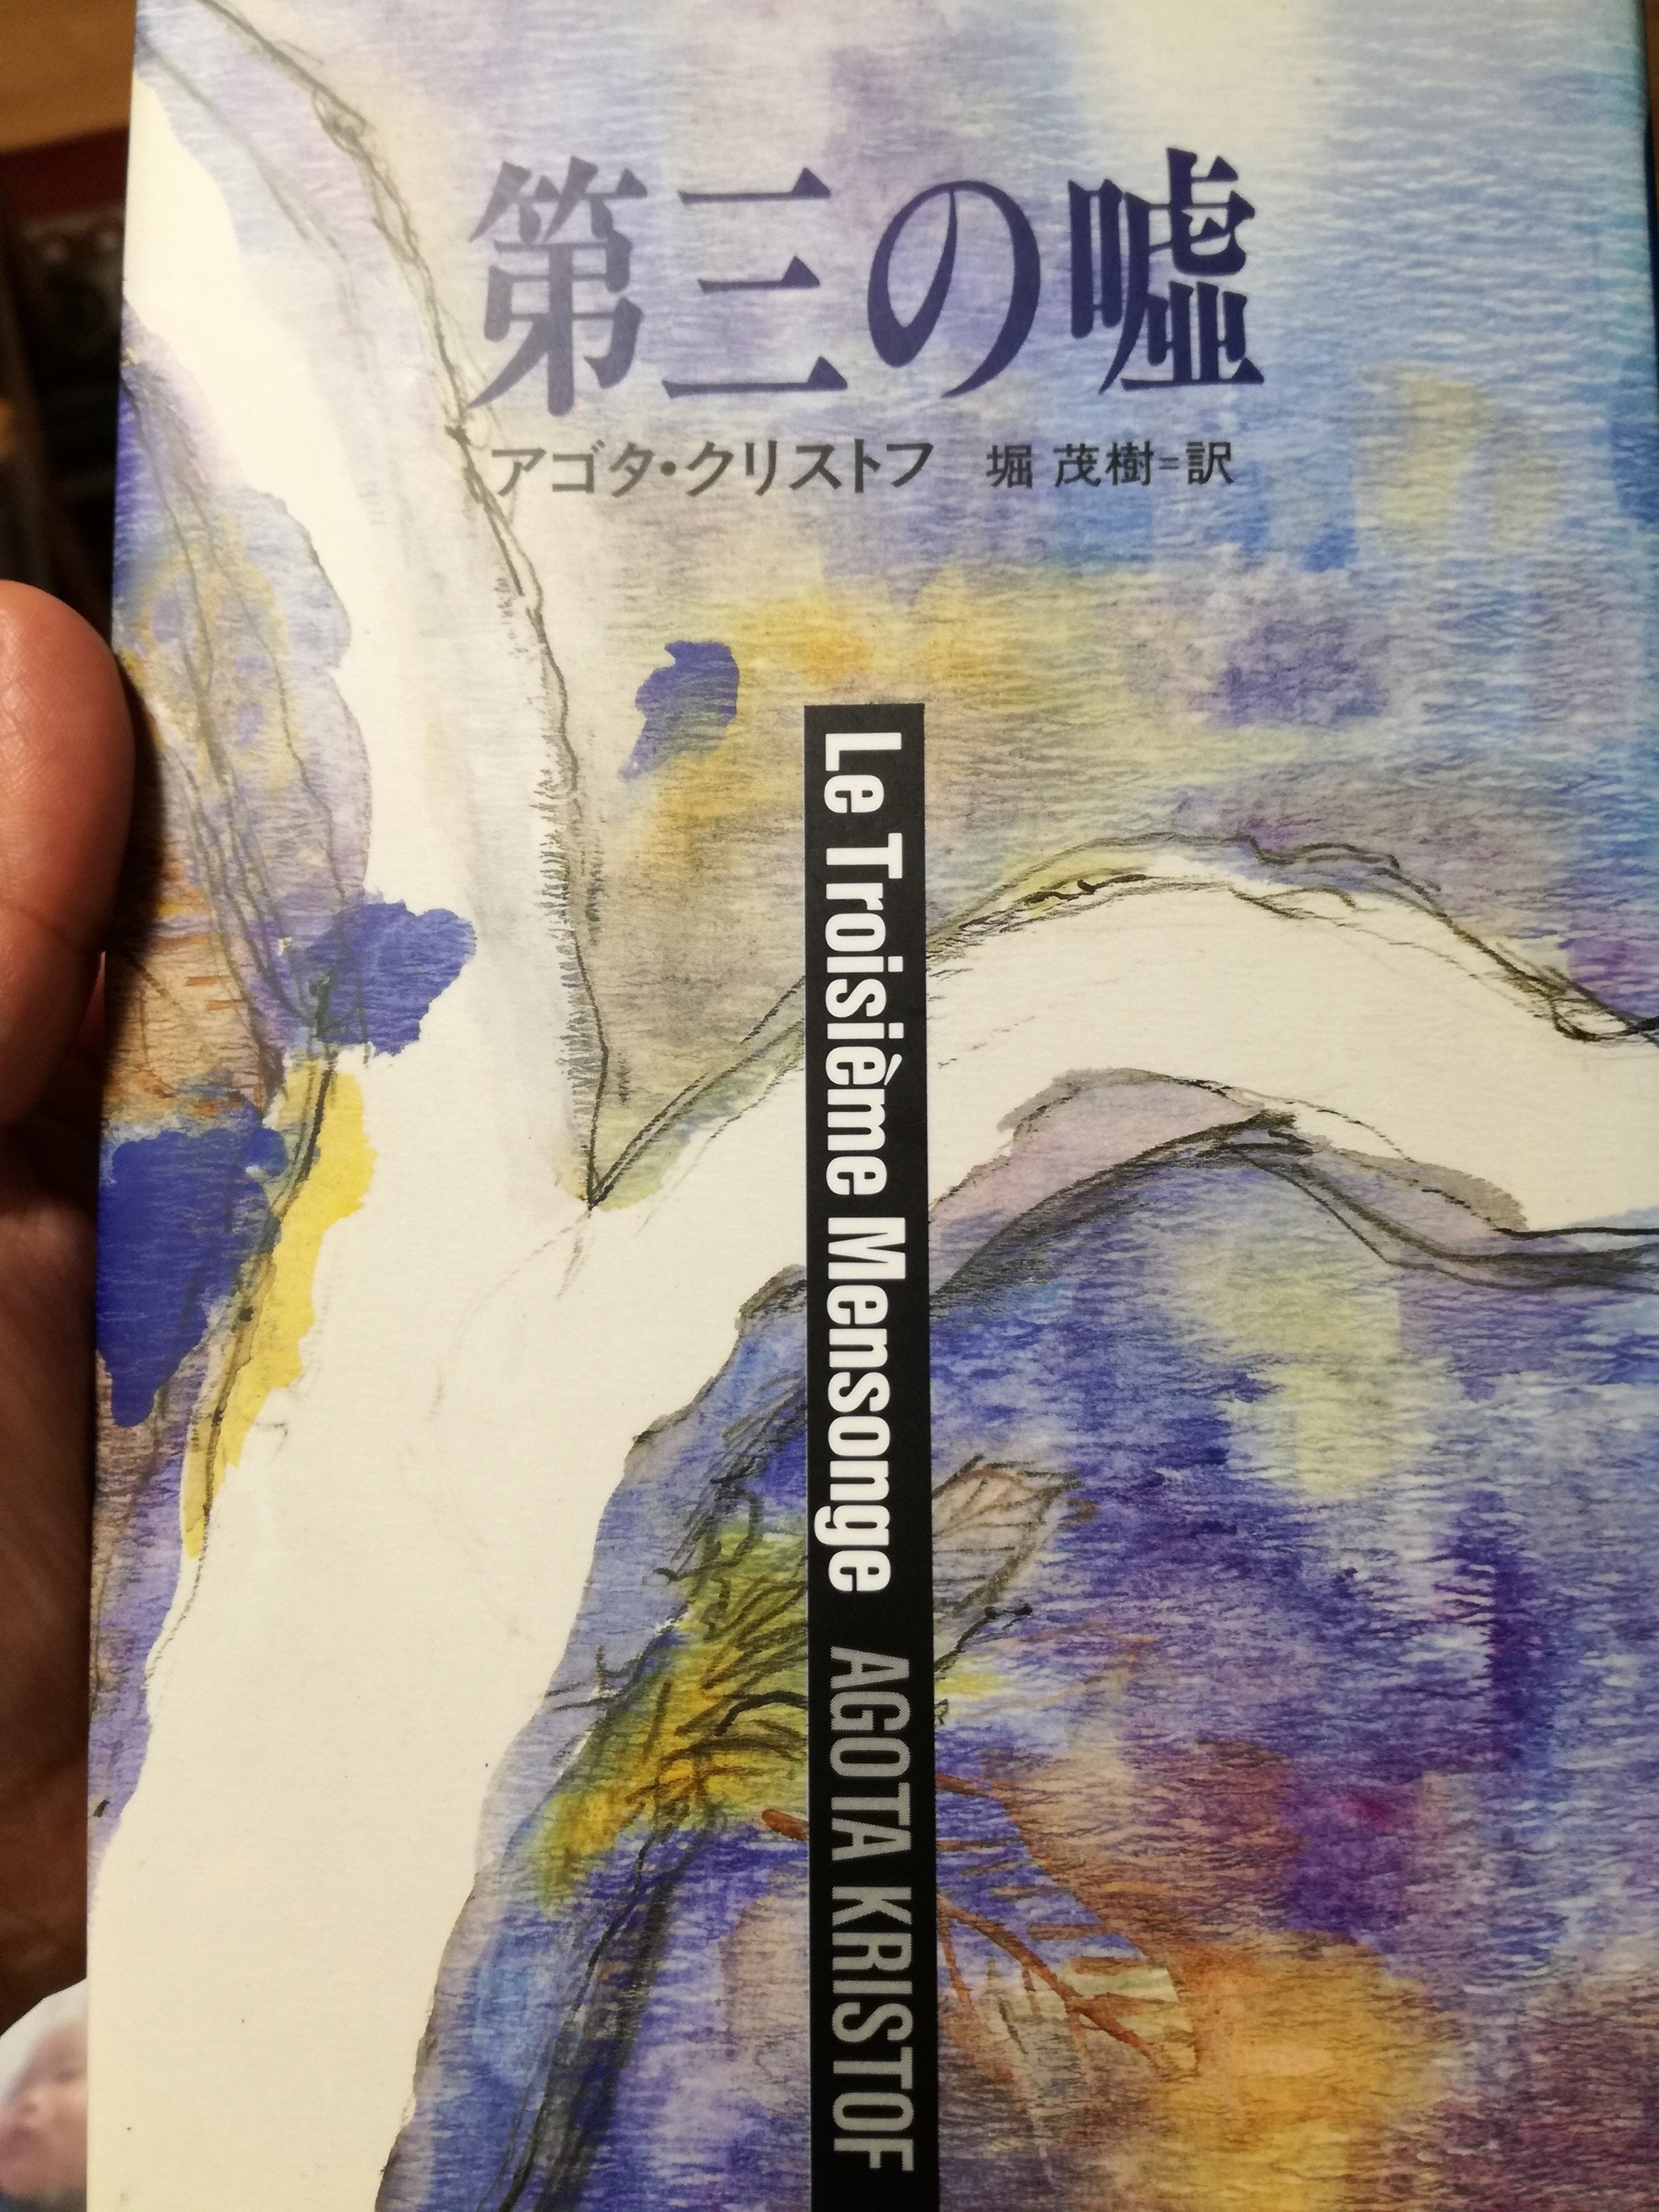 第三の嘘
アゴタ・クリストフ 堀 茂樹=訳
Le Troisième Mensonge AGOTA KRISTOF